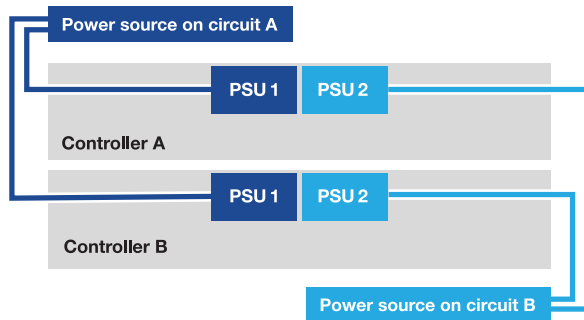 Power source on circuit A
PSU 1
PSU 2
Controller A
PSU 1
PSU 2
Controller B
Power source on circuit B